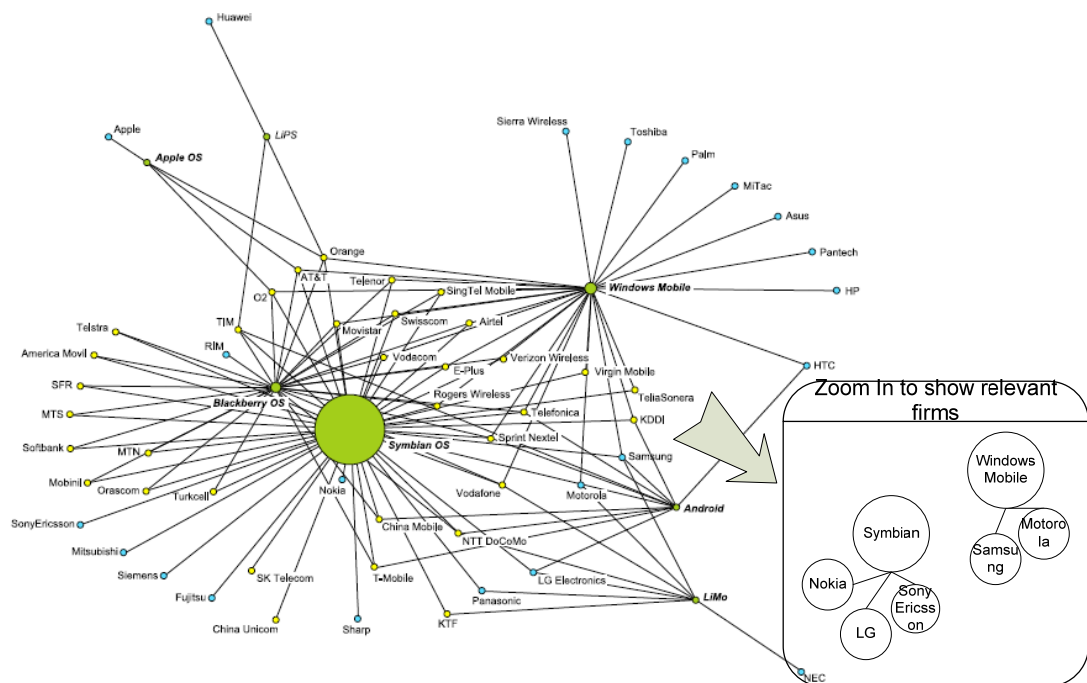 Huawei
Apple
LiPS
Apple OS
Sierra Wireless
Toshiba
Palm
MiTac
Asus
Pantech
HP
Orange
AT&T
Telenor
O2
SingTel Mobile
Windows Mobile
TIM
Movistar
Swisscom
Airtel
Telstra
RIM
America Movil
Vodacom
Verizon Wireless
HTC
E-Plus
Virgin Mobile
SFR
Blackberry OS
Rogers Wireless
TeliaSonera
MTS
Telefonica
KDDI
Softbank
MTN
Symbian OS
Sprint Nextel
Samsung
Mobinil
Orascom
Turkcell
Nokia
Vodafone
Motorola
Android
SonyEricsson
China Mobile
NTT DoCoMo
Mitsubishi
Siemens
SK Telecom
T-Mobile
LG Electronics
Fujitsu
Panasonic
LiMo
China Unicom
Sharp
KTF
NEC
Zoom In to show relevant
firms
Windows
Mobile
Symbian
Motoro
la
Samsu
ng
Nokia
Sony
Ericss
on
LG